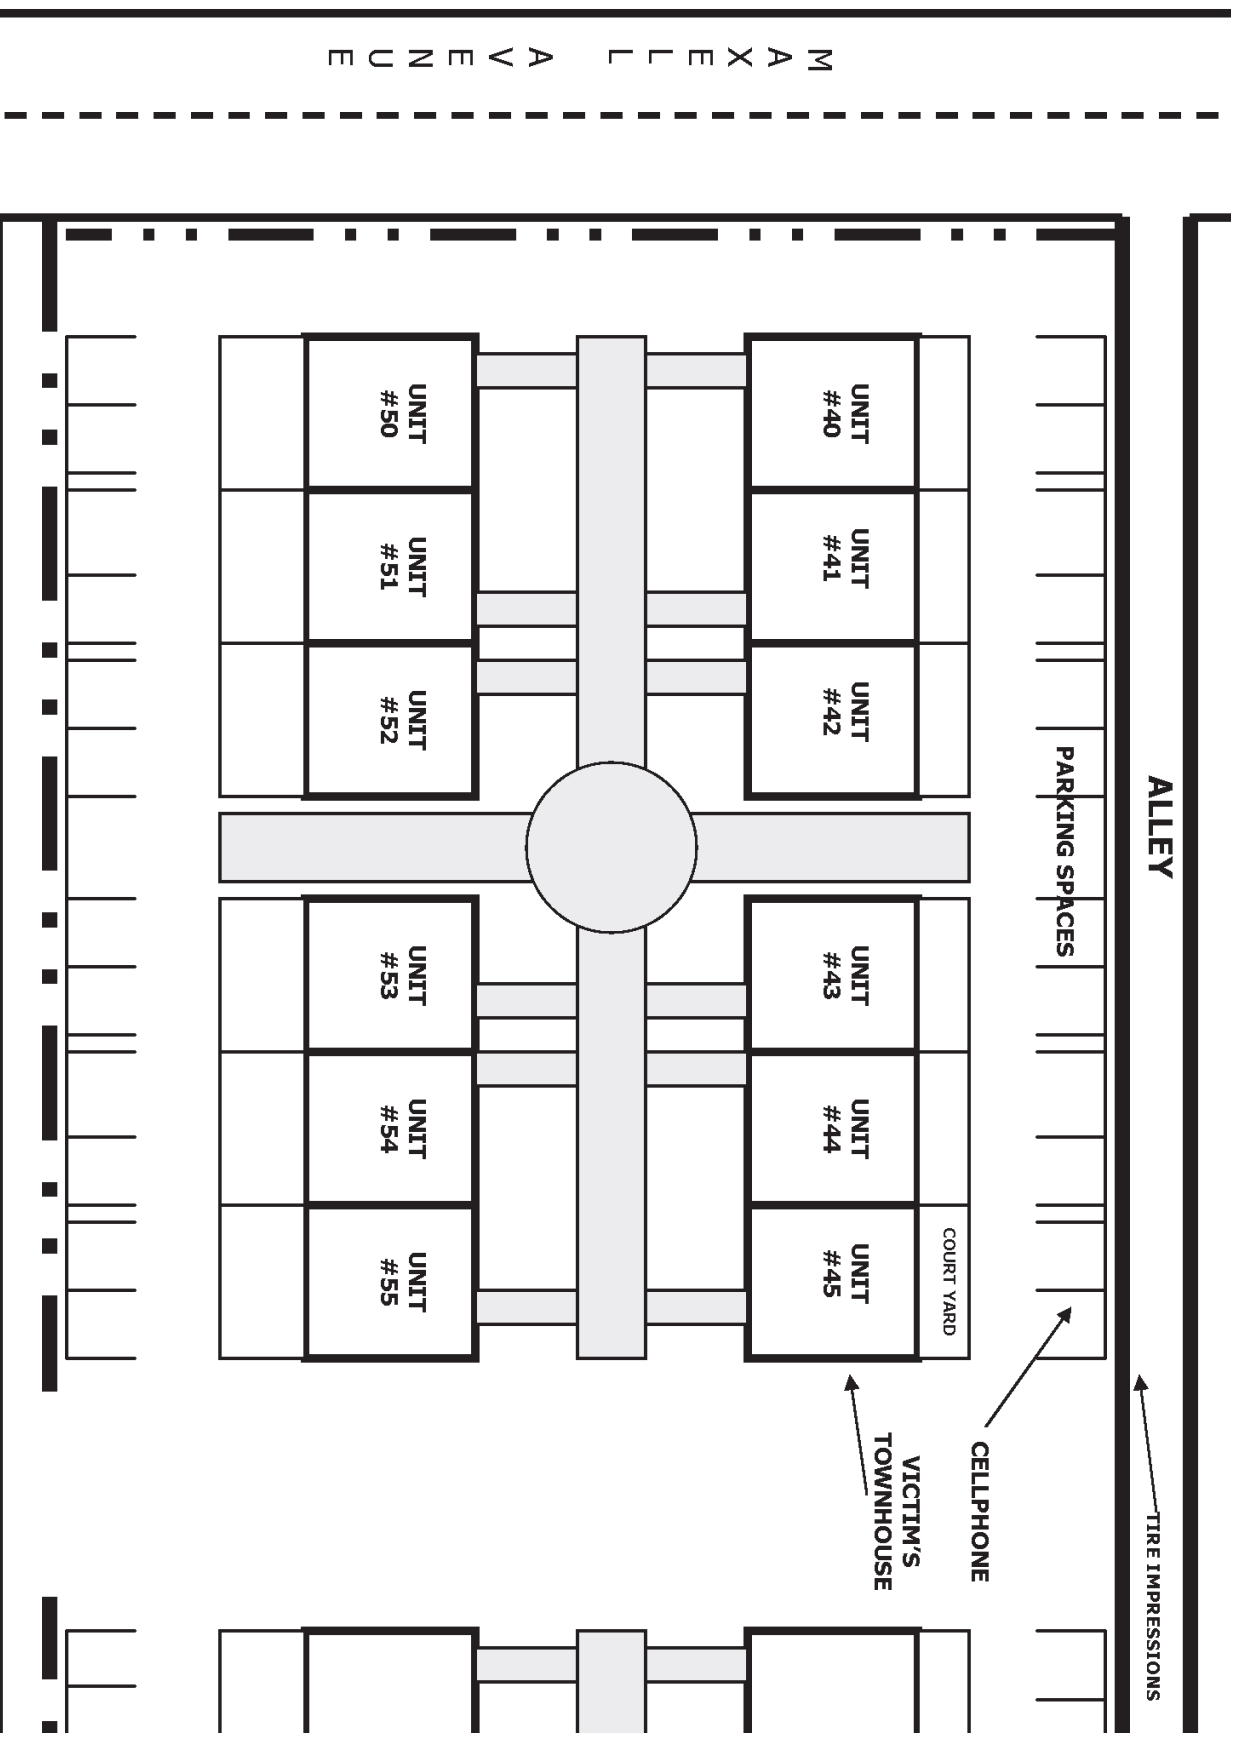 MAXELL AVENUE
ALLEY
TIRE IMPRESSIONS
PARKING SPACES
CELLPHONE
COURT YARD
VICTIM'S
TOWNHOUSE
UNIT
#40
UNIT
#41
UNIT
#42
UNIT
#43
UNIT
#44
UNIT
#45
UNIT
#50
UNIT
#51
UNIT
#52
UNIT
#53
UNIT
#54
UNIT
#55